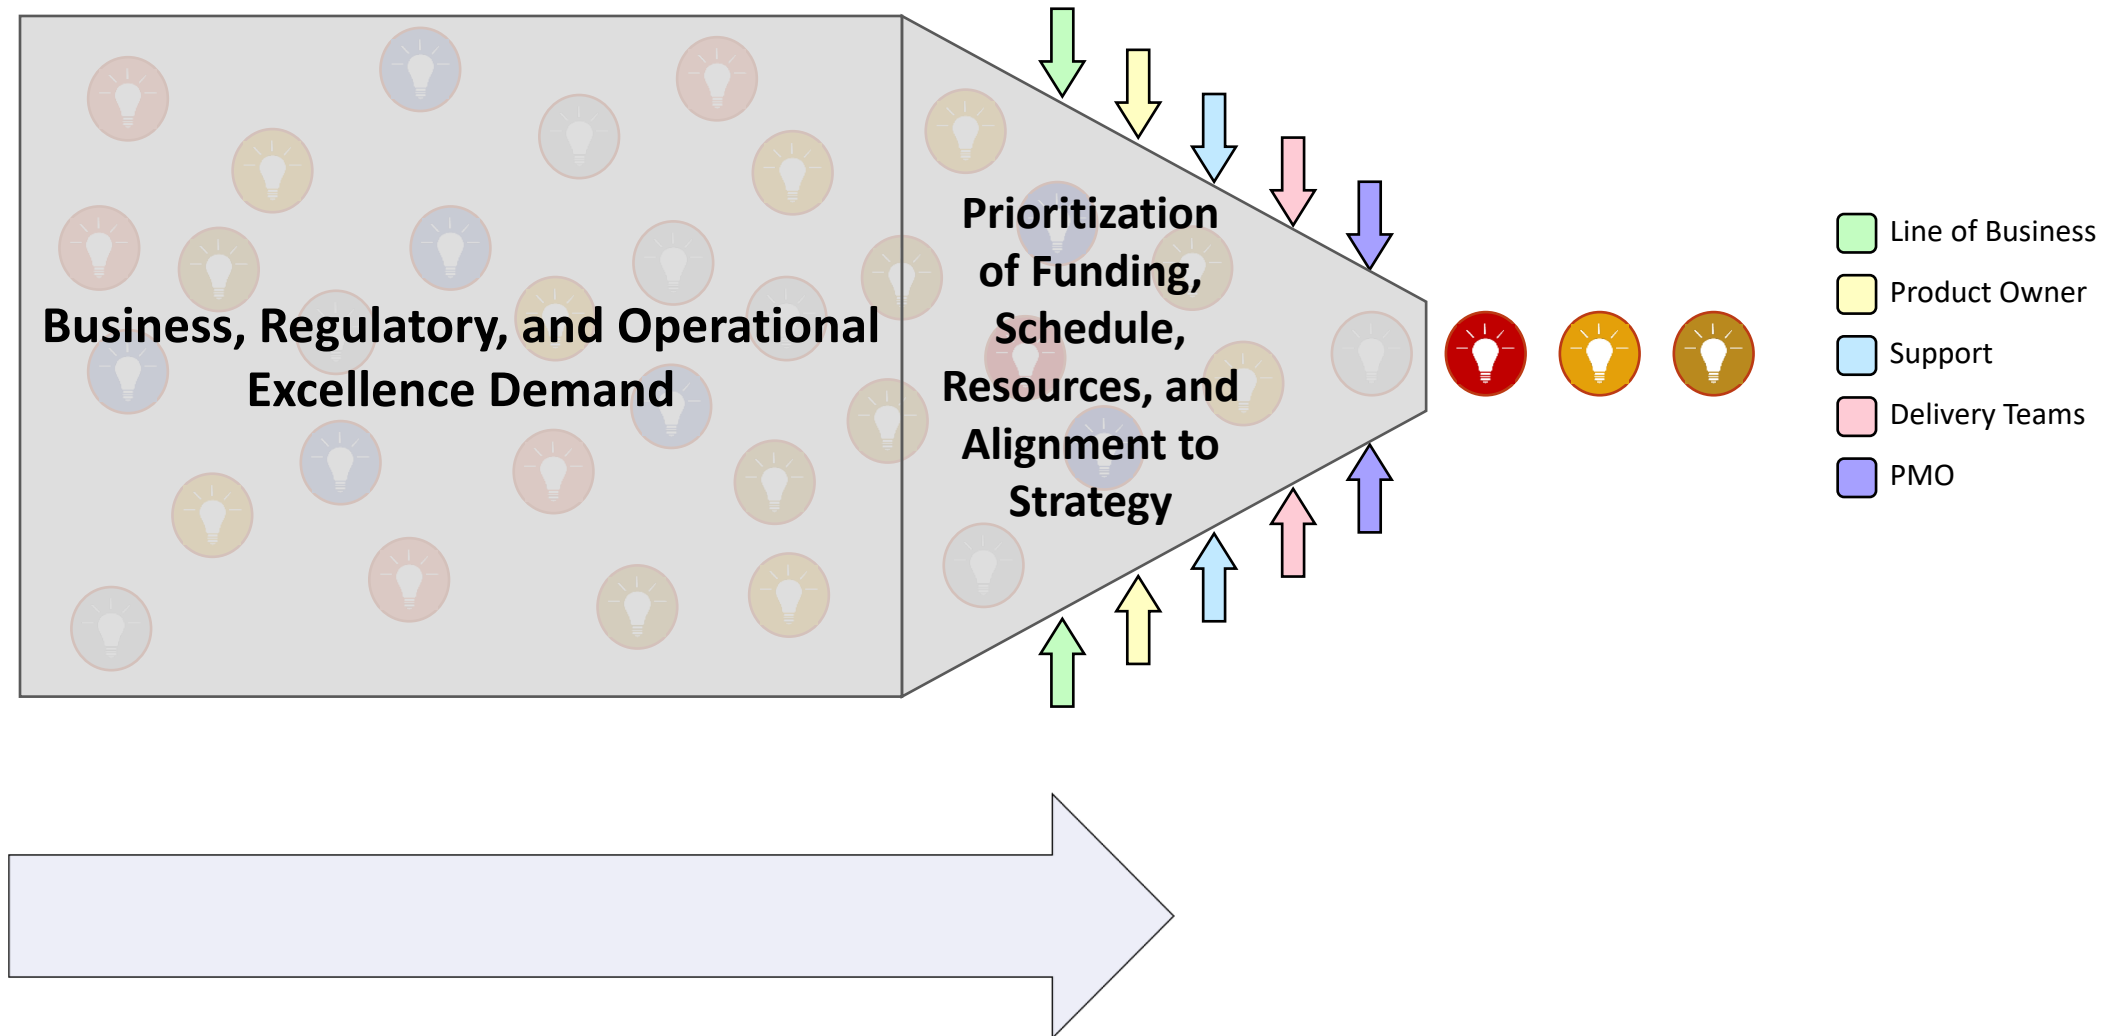 Business, Regulatory, and Operational
Excellence Demand
Prioritization
of Funding,
Schedule,
Resources, and
Alignment to
Strategy
Line of Business
Product Owner
Support
Delivery Teams
PMO